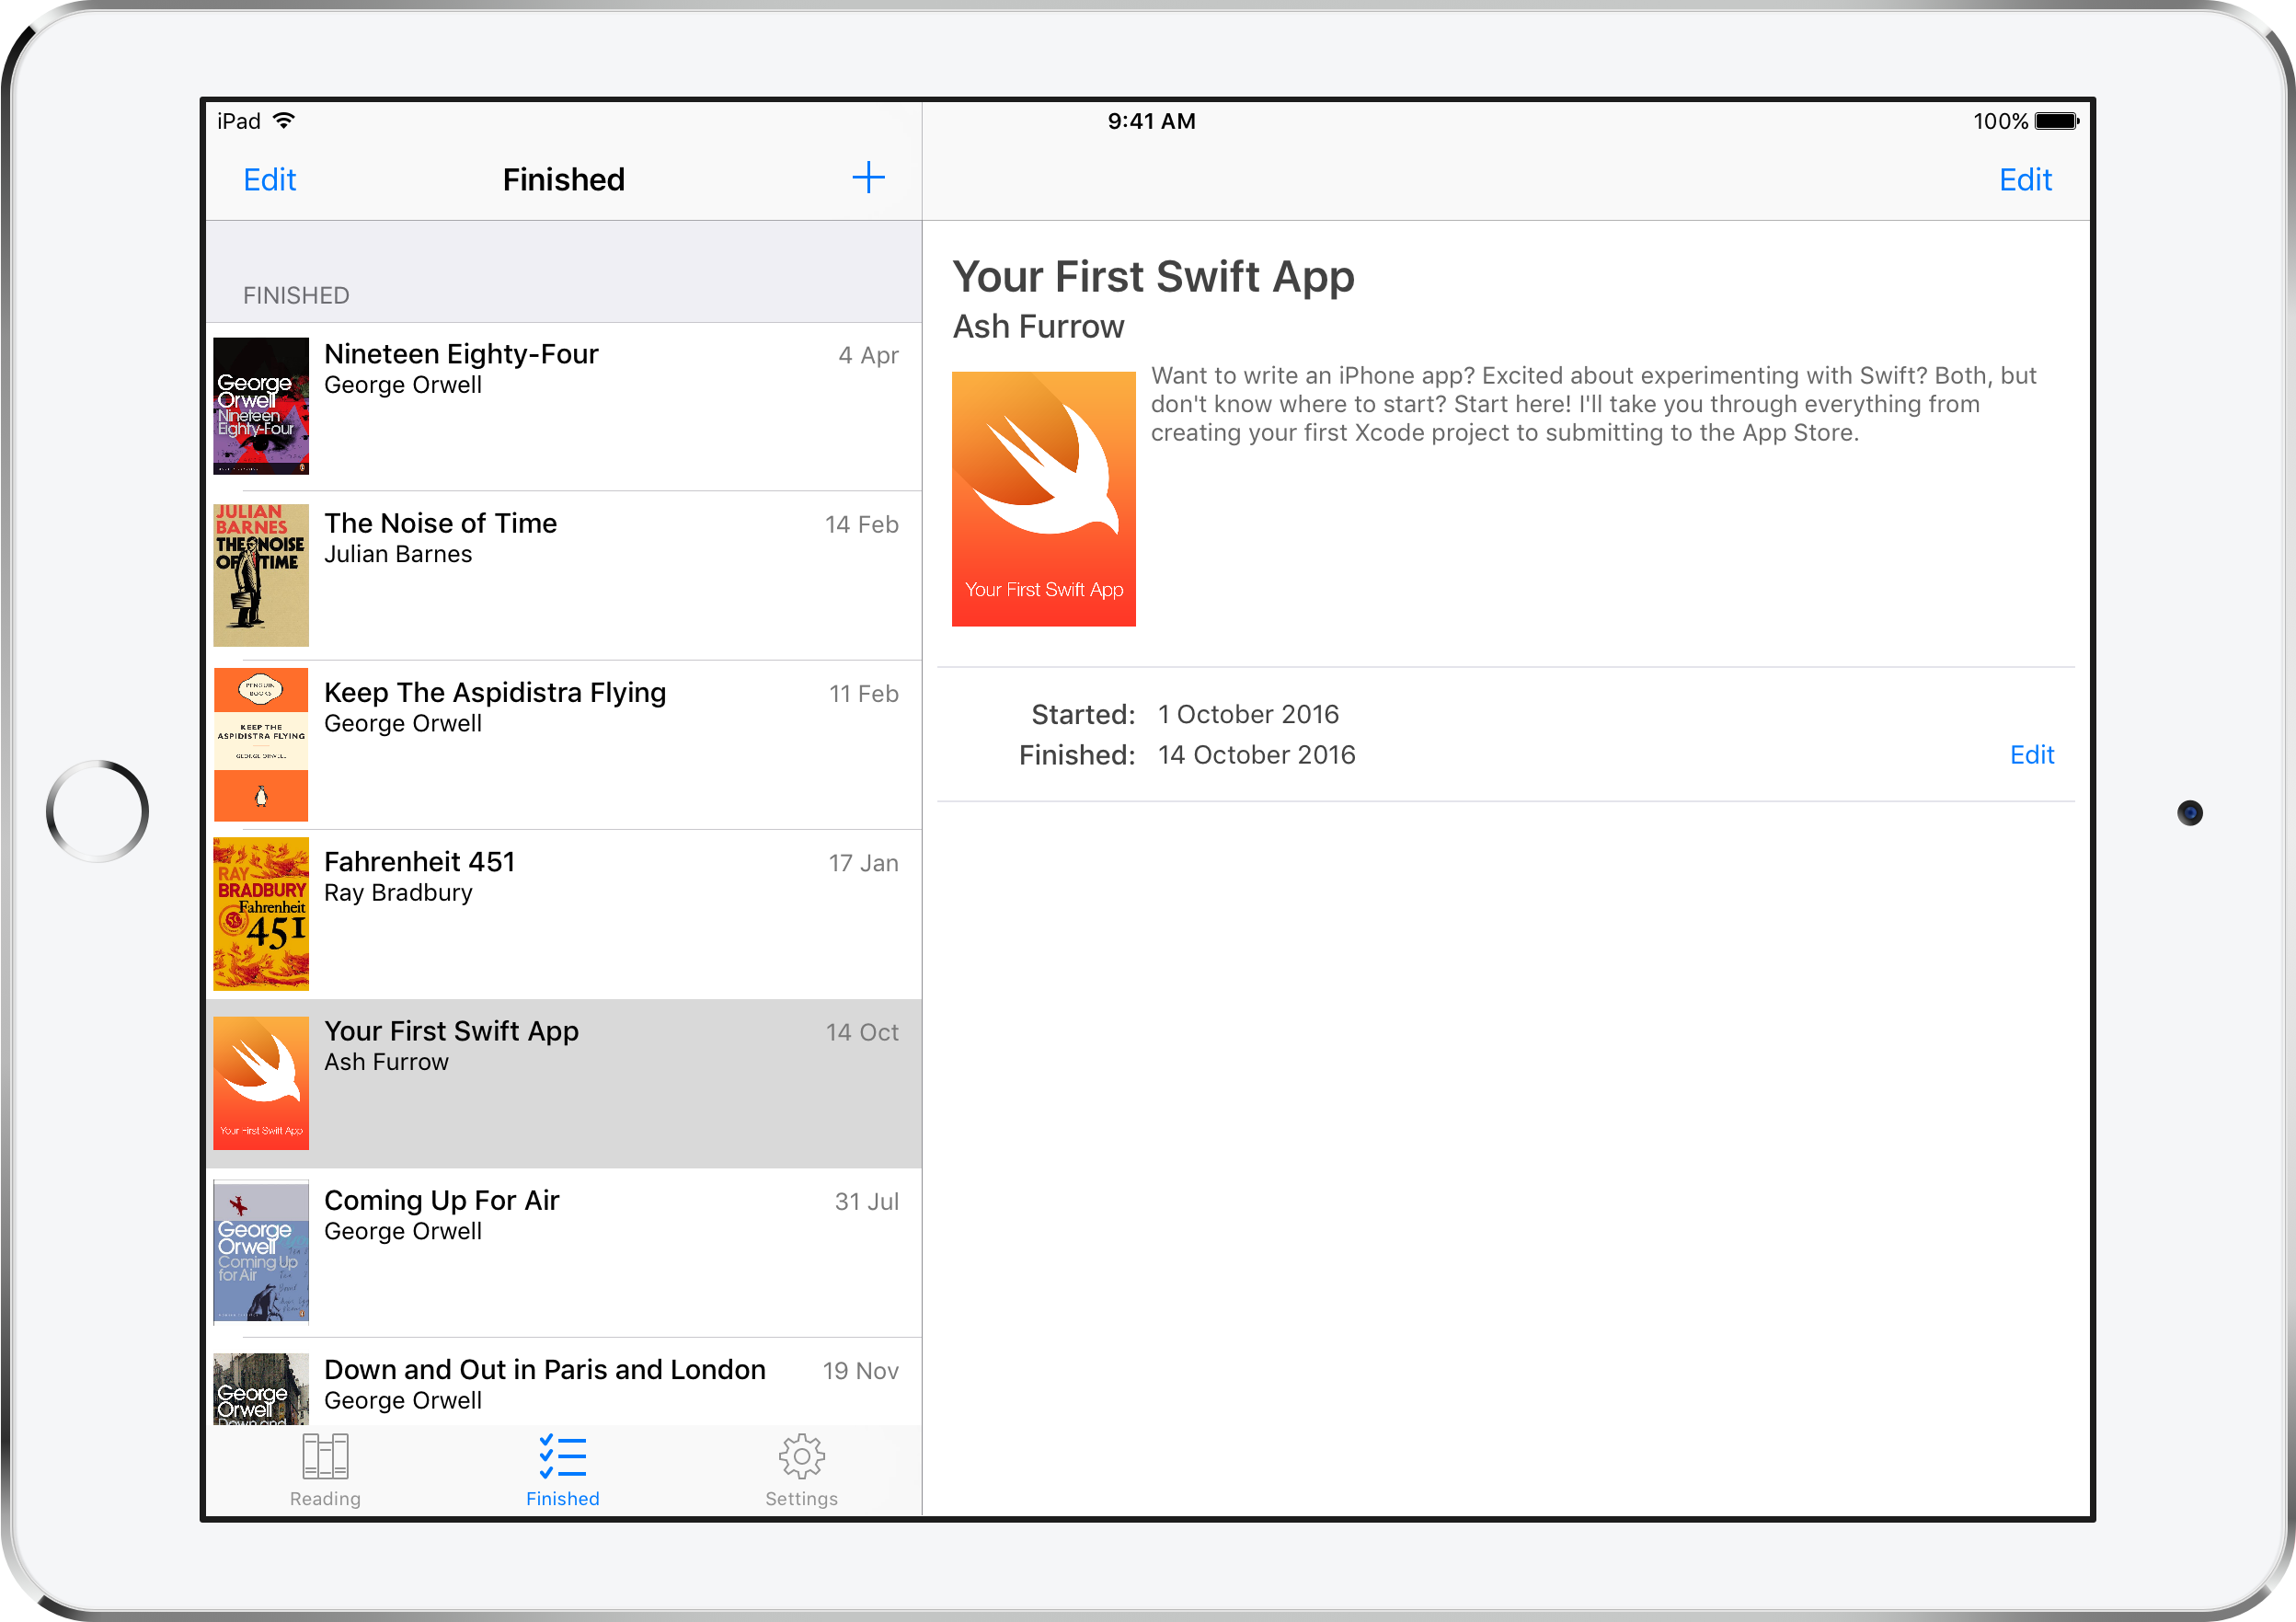 iPad
9:41 AM
100%
Edit
Finished
+
Edit
FINISHED
George
Orwell
Nineteen
Eighty-Four
Nineteen Eighty-Four
4 Apr
George Orwell
JULIAN
BARNES
THE NOISE
OF TIME
The Noise of Time
14 Feb
Julian Barnes
PENGUIN
BOOKS
KEEP THE
ASPIDISTRA FLYING
GEORGE ORWELL
Keep The Aspidistra Flying
11 Feb
George Orwell
RAY
BRADBURY
Fahrenheit
451
Fahrenheit 451
17 Jan
Ray Bradbury
Your First Swift App
Your First Swift App
14 Oct
Ash Furrow
George
Orwell
Coming Up
for Air
Coming Up For Air
31 Jul
George Orwell
George
Orwell
Down and
Down and Out in Paris and London
19 Nov
George Orwell
Reading
Finished
Settings
Your First Swift App
Ash Furrow
Want to write an iPhone app? Excited about experimenting with Swift? Both, but
don't know where to start? Start here! I'll take you through everything from
creating your first Xcode project to submitting to the App Store.
Your First Swift App
Started: 1 October 2016
Finished: 14 October 2016
Edit